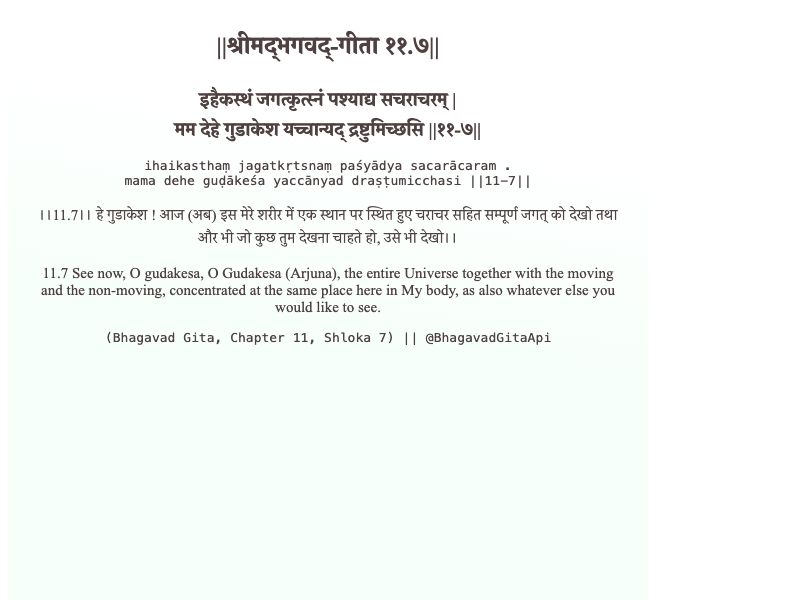 ||श्रीमद्‍भगवद्‍-गीता ११.७||
इहैकस्थं जगत्कृत्स्नं पश्याद्य सचराचरम् |
मम देहे गुडाकेश यच्चान्यद् द्रष्टुमिच्छसि ||११-७||
ihaikasthaṃ jagatkṛtsnaṃ paśyādya sacarācaram .
mama dehe guḍākeśa yaccānyad draṣṭumicchasi ||11-7||
।।11.7।। हे गुडाकेश ! आज (अब) इस मेरे शरीर में एक स्थान पर स्थित हुए चराचर सहित सम्पूर्ण जगत् को देखो तथा
और भी जो कुछ तुम देखना चाहते हो, उसे भी देखो।।
11.7 See now, O gudakesa, O Gudakesa (Arjuna), the entire Universe together with the moving
and the non-moving, concentrated at the same place here in My body, as also whatever else you
would like to see.
(Bhagavad Gita, Chapter 11, Shloka 7) || @BhagavadGitaApi